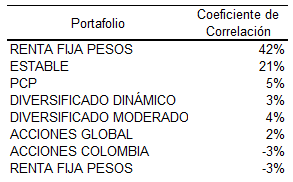 Portafolio Coeficiente de Correlación
RENTA FIJA PESOS 42%
ESTABLE 21%
PCP 5%
DIVERSIFICADO DINÁMICO 3%
DIVERSIFICADO MODERADO 4%
ACCIONES GLOBAL 2%
ACCIONES COLOMBIA -3%
RENTA FIJA PESOS -3%